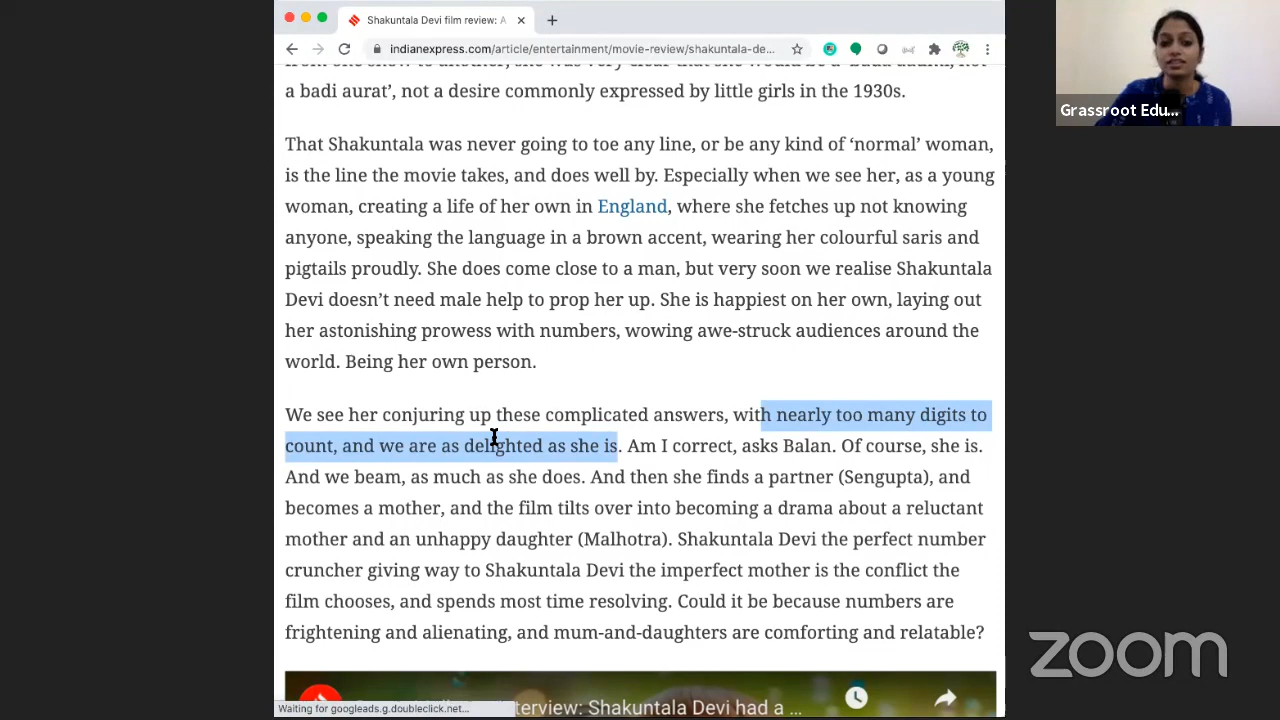 Shakuntala Devi film review: A
indianexpress.com/article/entertainment/movie-review/shakuntala-de...
a badi aurat’, not a desire commonly expressed by little girls in the 1930s.
That Shakuntala was never going to toe any line, or be any kind of ‘normal’ woman,
is the line the movie takes, and does well by. Especially when we see her, as a young
woman, creating a life of her own in England, where she fetches up not knowing
anyone, speaking the language in a brown accent, wearing her colourful saris and
pigtails proudly. She does come close to a man, but very soon we realise Shakuntala
Devi doesn’t need male help to prop her up. She is happiest on her own, laying out
her astonishing prowess with numbers, wowing awe-struck audiences around the
world. Being her own person.
We see her conjuring up these complicated answers, with nearly too many digits to
count, and we are as delighted as she is. Am I correct, asks Balan. Of course, she is.
And we beam, as much as she does. And then she finds a partner (Sengupta), and
becomes a mother, and the film tilts over into becoming a drama about a reluctant
mother and an unhappy daughter (Malhotra). Shakuntala Devi the perfect number
cruncher giving way to Shakuntala Devi the imperfect mother is the conflict the
film chooses, and spends most time resolving. Could it be because numbers are
frightening and alienating, and mum-and-daughters are comforting and relatable?
terview: Shakuntala Devi had a ...
Waiting for googleads.g.doubleclick.net...
Grassroot Edu...
zoom